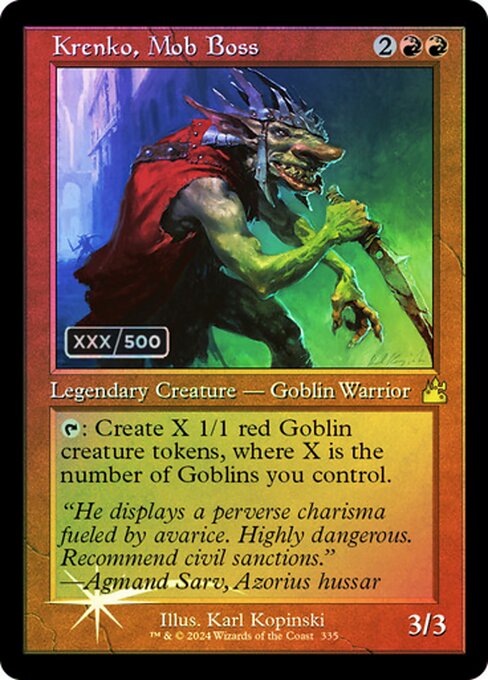 Krenko, Mob Boss 2
XXX/500
Legendary Creature — Goblin Warrior
: Create X 1/1 red Goblin
creature tokens, where X is the
number of Goblins you control.
“He displays a perverse charisma
fueled by avarice. Highly dangerous.
Recommend civil sanctions.”
—Agmand Sarv, Azorius hussar
Illus. Karl Kopinski
™ & © 2024 Wizards of the Coast 335
3/3